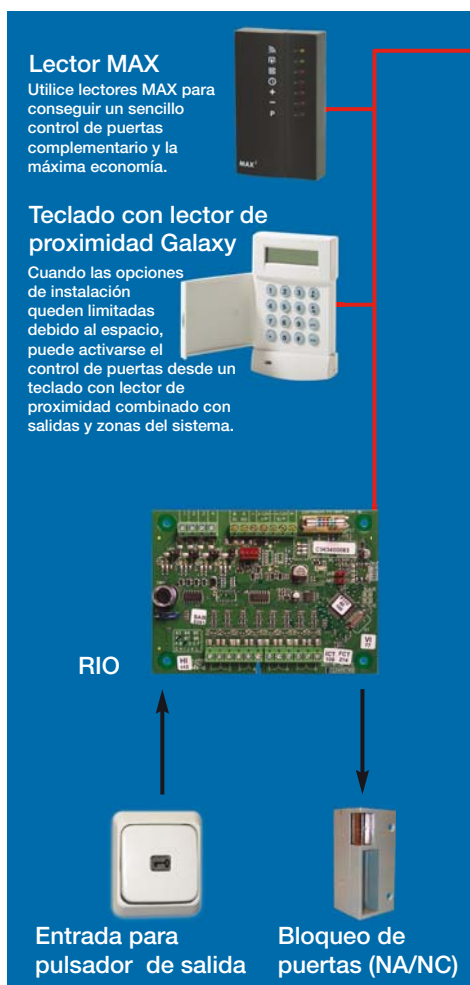 Lector MAX
Utilice lectores MAX para
conseguir un sencillo
control de puertas
complementario y la
máxima economía.
P
MAX³
Teclado con lector de
proximidad Galaxy
Cuando las opciones
de instalación
queden limitadas
debido al espacio,
puede activarse el
control de puertas desde un
teclado con lector de
proximidad combinado con
salidas y zonas del sistema.
RIO
Entrada para
pulsador de salida
Bloqueo de
puertas (NA/NC)